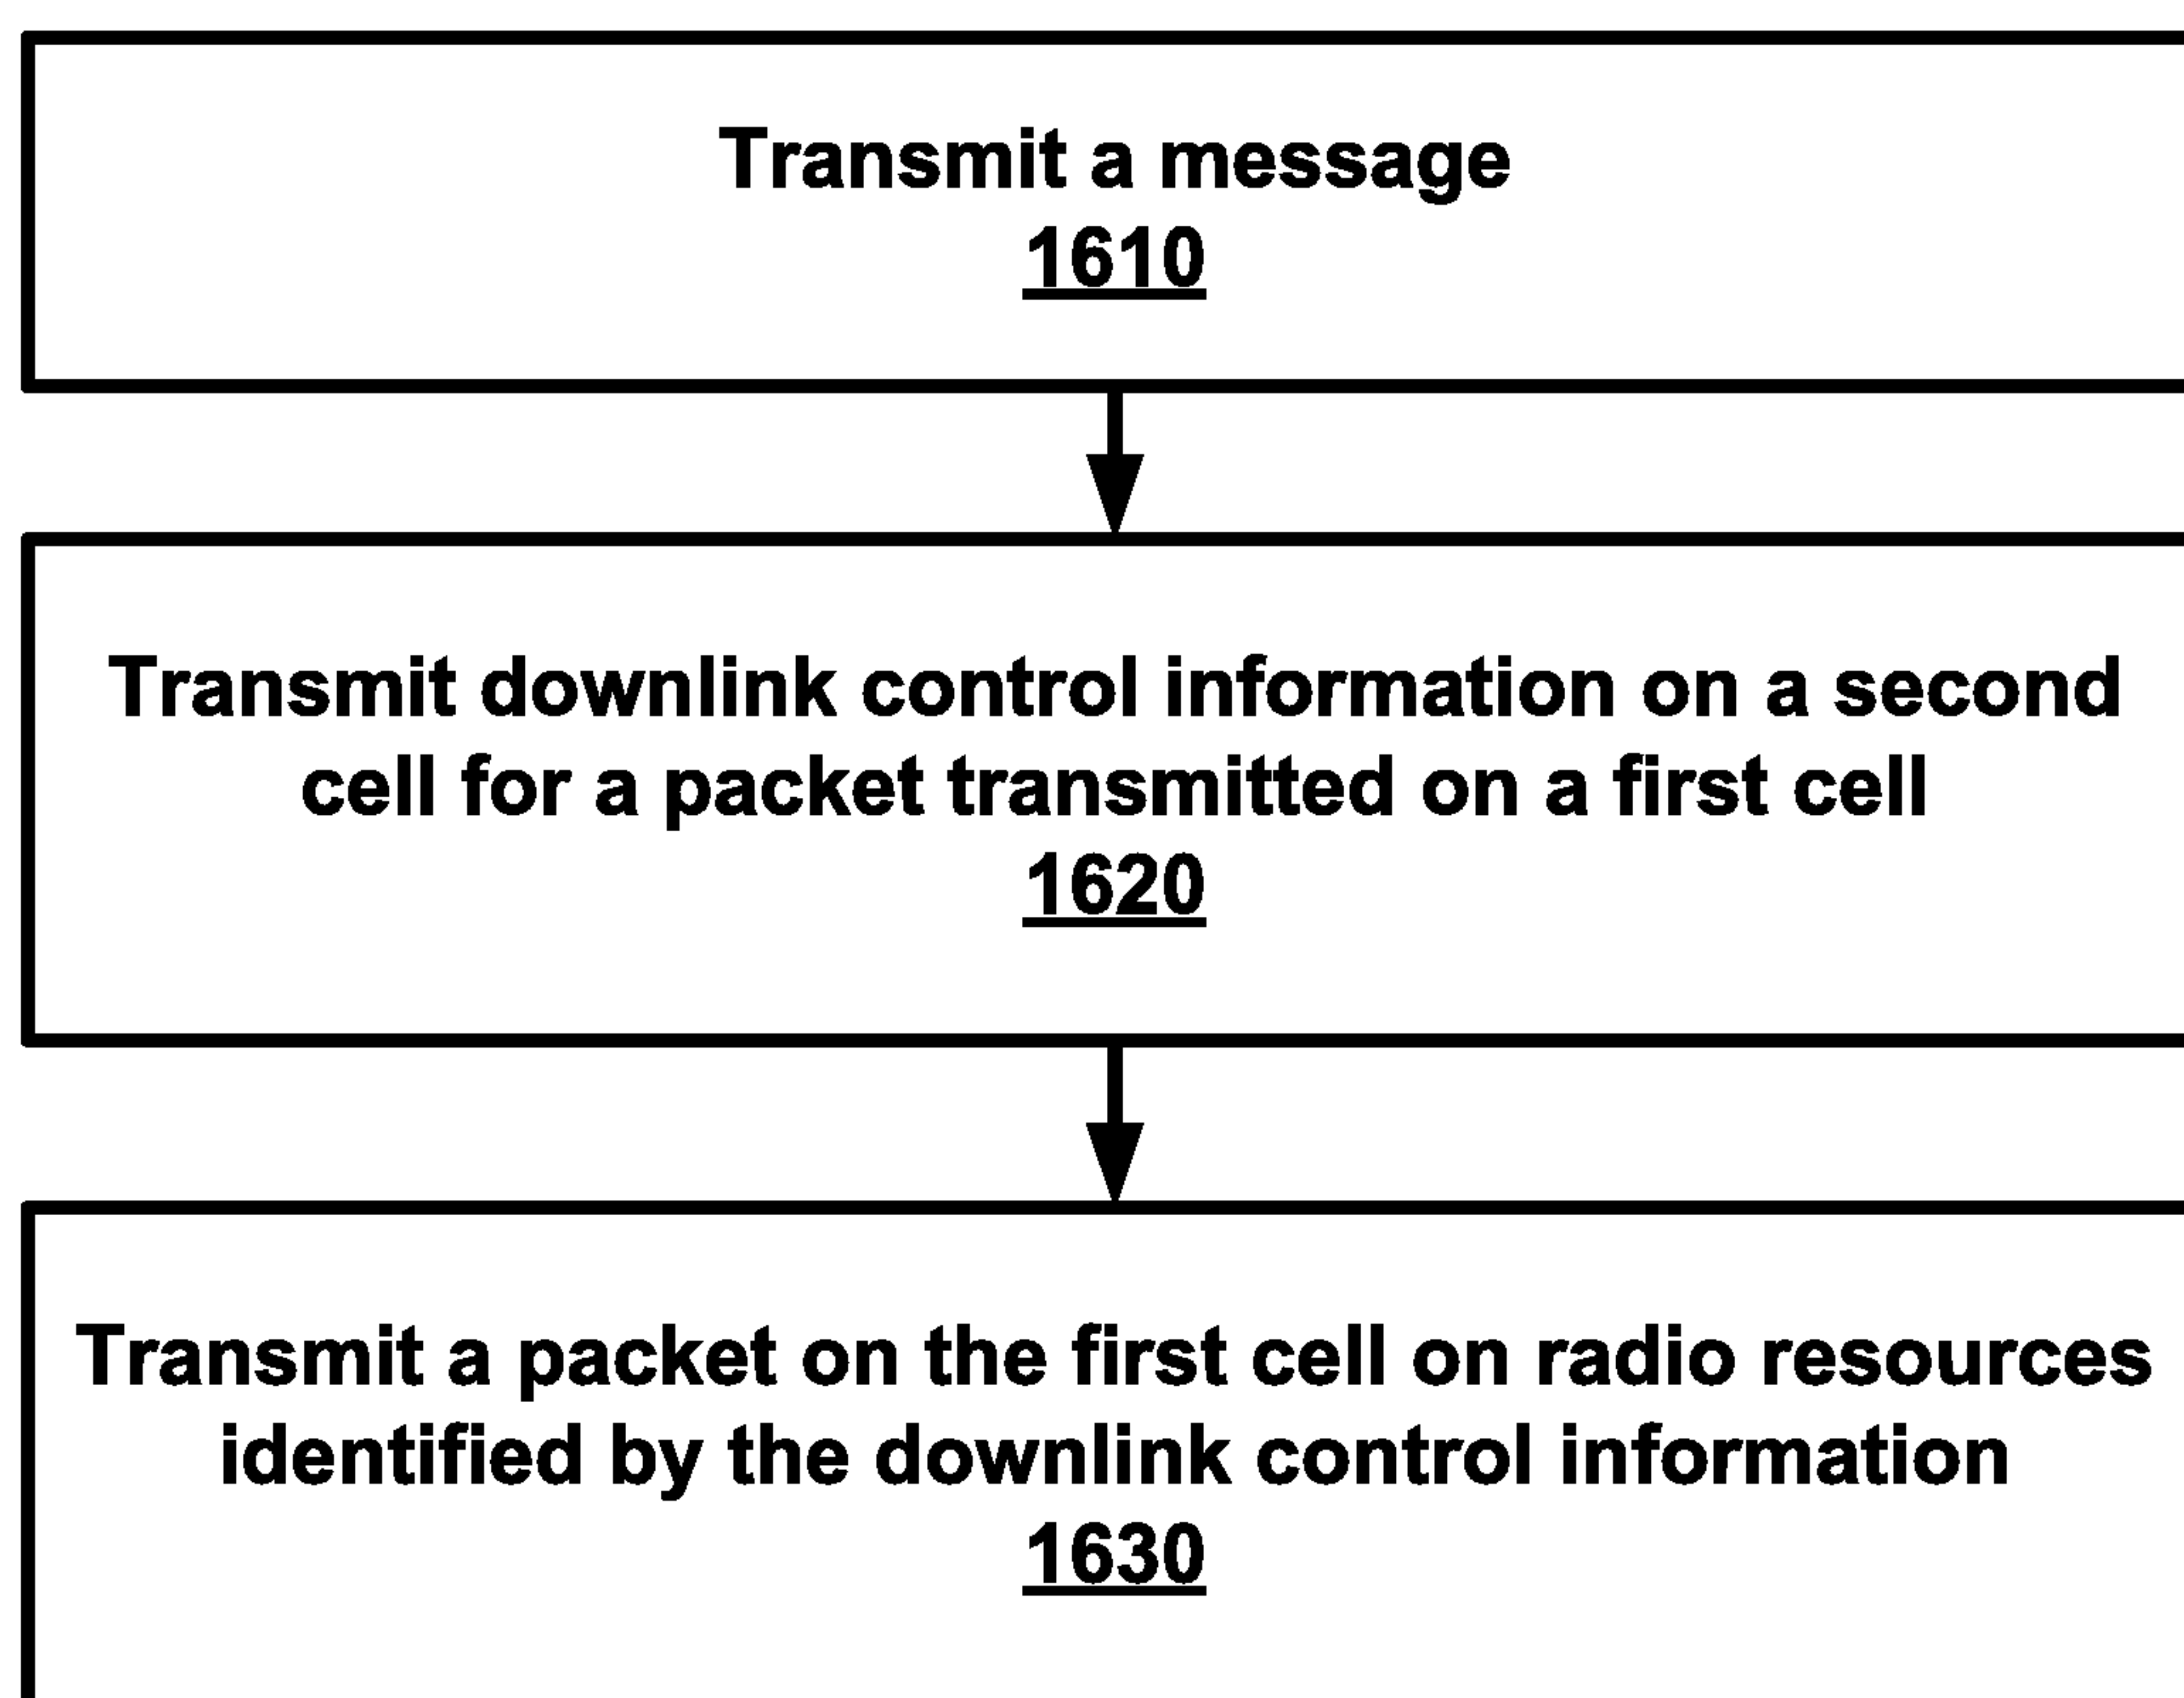 Transmit a message
1610
Transmit downlink control information on a second
cell for a packet transmitted on a first cell
1620
Transmit a packet on the first cell on radio resources
identified by the downlink control information
1630